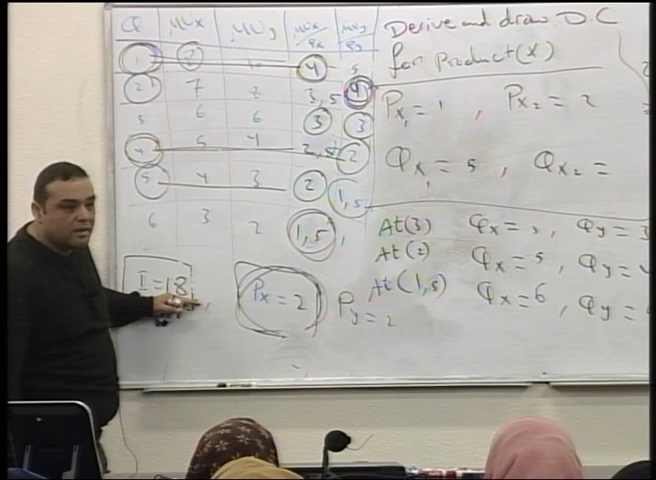 Q MUx MUy MUx/Px MUy/Py
1 8 4 5
2 7 8 3,5 4
3 6 6 3 3
4 5 4 2,5 2
5 4 3 2 1,5
6 3 2 1,5
Derive and draw D.C
for product(X)
Px₁=1 , Px₂=2
Qx₁=5 , Qx₂=
At(3) Qx=3, Qy=3
At(2) Qx=5, Qy=
At(1,5) Qx=6, Qy=
I=18, Px=2 Py=2